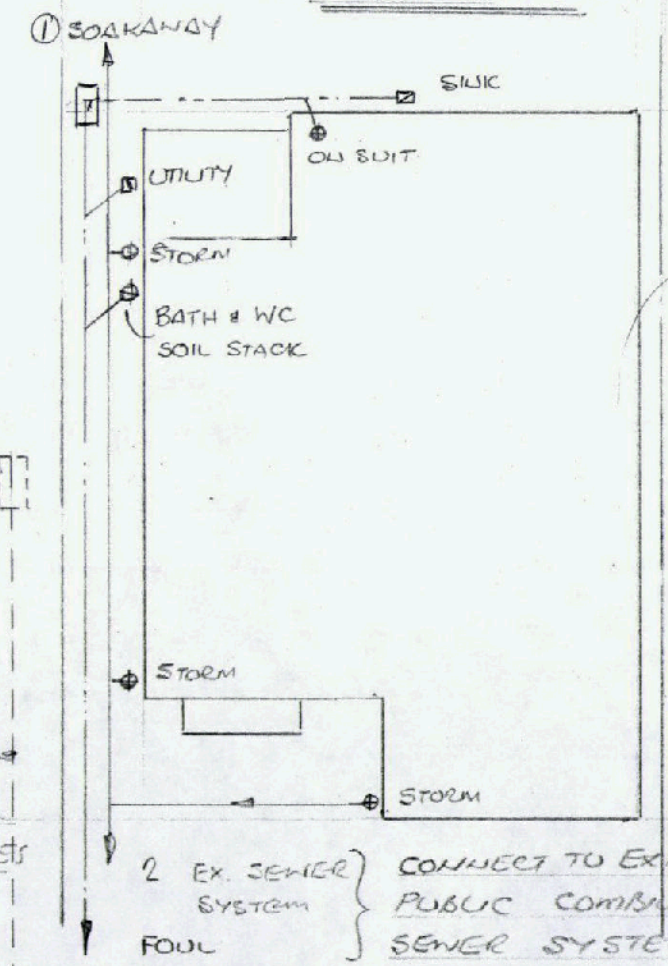 ① SOAKAWAY
SINK
ON SUIT
UTILITY
STORM
BATH & WC
SOIL STACK
STORM
STORM
2 EX. SEWER
SYSTEM
FOUL
CONNECT TO EX
PUBLIC COMBI
SEWER SYSTE